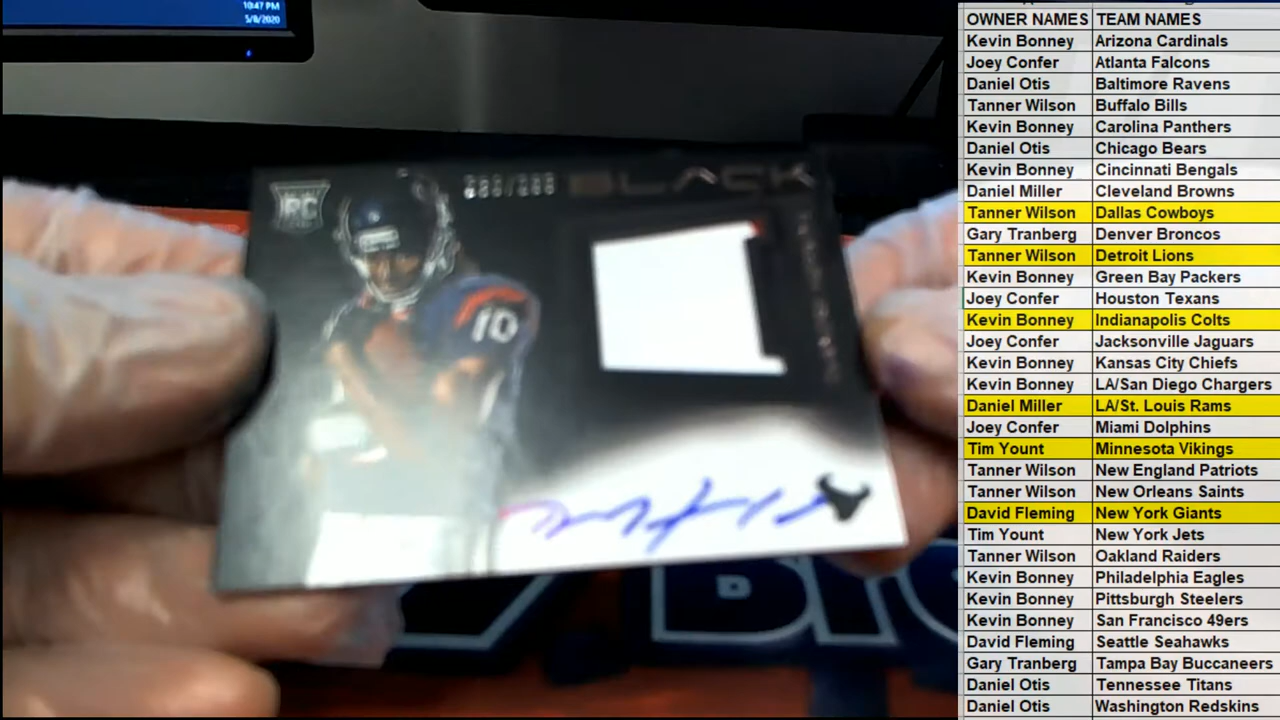 10:47 PM
5/8/2020
RC
BLACK
10
OWNER NAMES TEAM NAMES
Kevin Bonney Arizona Cardinals
Joey Confer Atlanta Falcons
Daniel Otis Baltimore Ravens
Tanner Wilson Buffalo Bills
Kevin Bonney Carolina Panthers
Daniel Otis Chicago Bears
Kevin Bonney Cincinnati Bengals
Daniel Miller Cleveland Browns
Tanner Wilson Dallas Cowboys
Gary Tranberg Denver Broncos
Tanner Wilson Detroit Lions
Kevin Bonney Green Bay Packers
Joey Confer Houston Texans
Kevin Bonney Indianapolis Colts
Joey Confer Jacksonville Jaguars
Kevin Bonney Kansas City Chiefs
Kevin Bonney LA/San Diego Chargers
Daniel Miller LA/St. Louis Rams
Joey Confer Miami Dolphins
Tim Yount Minnesota Vikings
Tanner Wilson New England Patriots
Tanner Wilson New Orleans Saints
David Fleming New York Giants
Tim Yount New York Jets
Tanner Wilson Oakland Raiders
Kevin Bonney Philadelphia Eagles
Kevin Bonney Pittsburgh Steelers
Kevin Bonney San Francisco 49ers
David Fleming Seattle Seahawks
Gary Tranberg Tampa Bay Buccaneers
Daniel Otis Tennessee Titans
Daniel Otis Washington Redskins